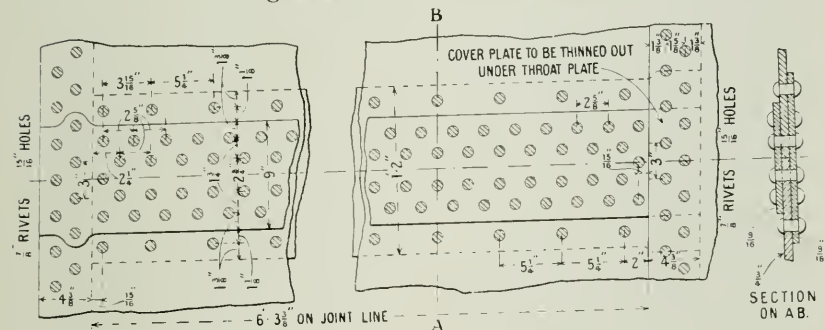 B
COVER PLATE TO BE THINNED OUT
UNDER THROAT PLATE
3 15/16"
5 1/4"
2 5/8"
2 5/8"
7/8" RIVETS 15/16" HOLES
3"
2 1/4"
9"
1'-2"
15/16"
3"
7/8" RIVETS 15/16" HOLES
5 1/4"
5 1/4"
2"
4 3/8"
4 3/8"
15/16"
6'-3 3/8" ON JOINT LINE
A
SECTION
ON AB.